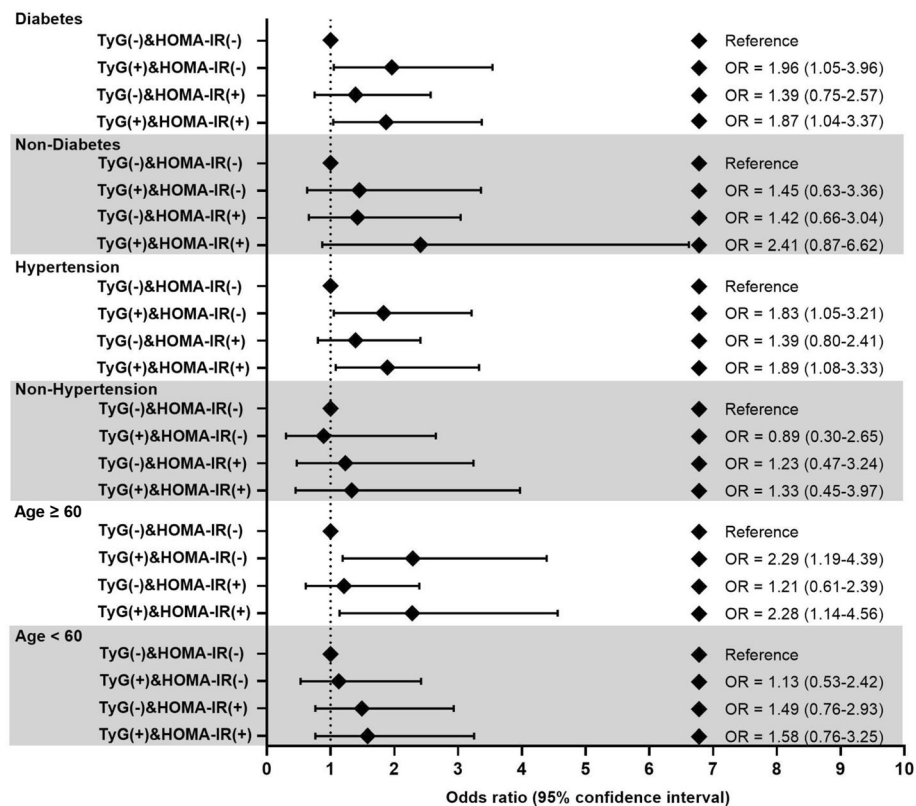 Diabetes
TyG(-)&HOMA-IR(-) Reference
TyG(+)&HOMA-IR(-) OR = 1.96 (1.05-3.96)
TyG(-)&HOMA-IR(+) OR = 1.39 (0.75-2.57)
TyG(+)&HOMA-IR(+) OR = 1.87 (1.04-3.37)
Non-Diabetes
TyG(-)&HOMA-IR(-) Reference
TyG(+)&HOMA-IR(-) OR = 1.45 (0.63-3.36)
TyG(-)&HOMA-IR(+) OR = 1.42 (0.66-3.04)
TyG(+)&HOMA-IR(+) OR = 2.41 (0.87-6.62)
Hypertension
TyG(-)&HOMA-IR(-) Reference
TyG(+)&HOMA-IR(-) OR = 1.83 (1.05-3.21)
TyG(-)&HOMA-IR(+) OR = 1.39 (0.80-2.41)
TyG(+)&HOMA-IR(+) OR = 1.89 (1.08-3.33)
Non-Hypertension
TyG(-)&HOMA-IR(-) Reference
TyG(+)&HOMA-IR(-) OR = 0.89 (0.30-2.65)
TyG(-)&HOMA-IR(+) OR = 1.23 (0.47-3.24)
TyG(+)&HOMA-IR(+) OR = 1.33 (0.45-3.97)
Age ≥ 60
TyG(-)&HOMA-IR(-) Reference
TyG(+)&HOMA-IR(-) OR = 2.29 (1.19-4.39)
TyG(-)&HOMA-IR(+) OR = 1.21 (0.61-2.39)
TyG(+)&HOMA-IR(+) OR = 2.28 (1.14-4.56)
Age < 60
TyG(-)&HOMA-IR(-) Reference
TyG(+)&HOMA-IR(-) OR = 1.13 (0.53-2.42)
TyG(-)&HOMA-IR(+) OR = 1.49 (0.76-2.93)
TyG(+)&HOMA-IR(+) OR = 1.58 (0.76-3.25)
0 1 2 3 4 5 6 7 8 9 10
Odds ratio (95% confidence interval)